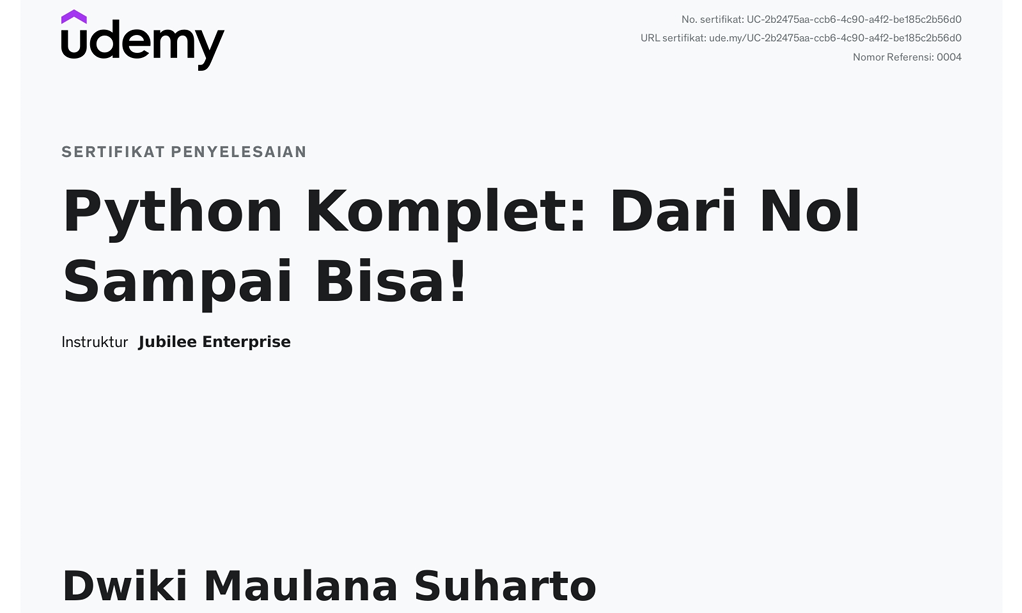 udemy
No. sertifikat: UC-2b2475aa-ccb6-4c90-a4f2-be185c2b56d0
URL sertifikat: ude.my/UC-2b2475aa-ccb6-4c90-a4f2-be185c2b56d0
Nomor Referensi: 0004
SERTIFIKAT PENYELESAIAN
Python Komplet: Dari Nol
Sampai Bisa!
Instruktur Jubilee Enterprise
Dwiki Maulana Suharto